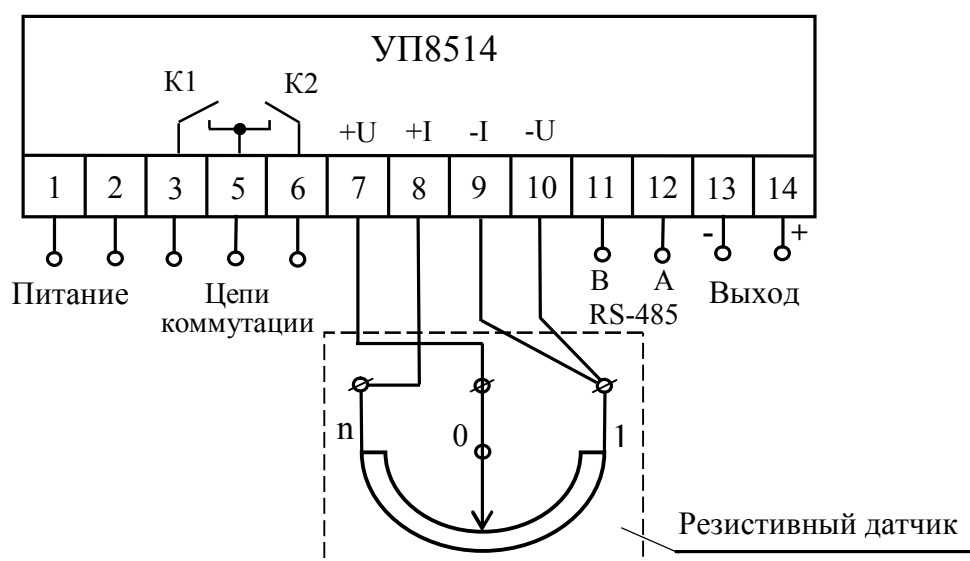 УП8514
К1 К2
+U +I -I -U
1 2 3 5 6 7 8 9 10 11 12 13 14
- +
Питание
Цепи
коммутации
B A
RS-485
Выход
n 0 1
Резистивный датчик